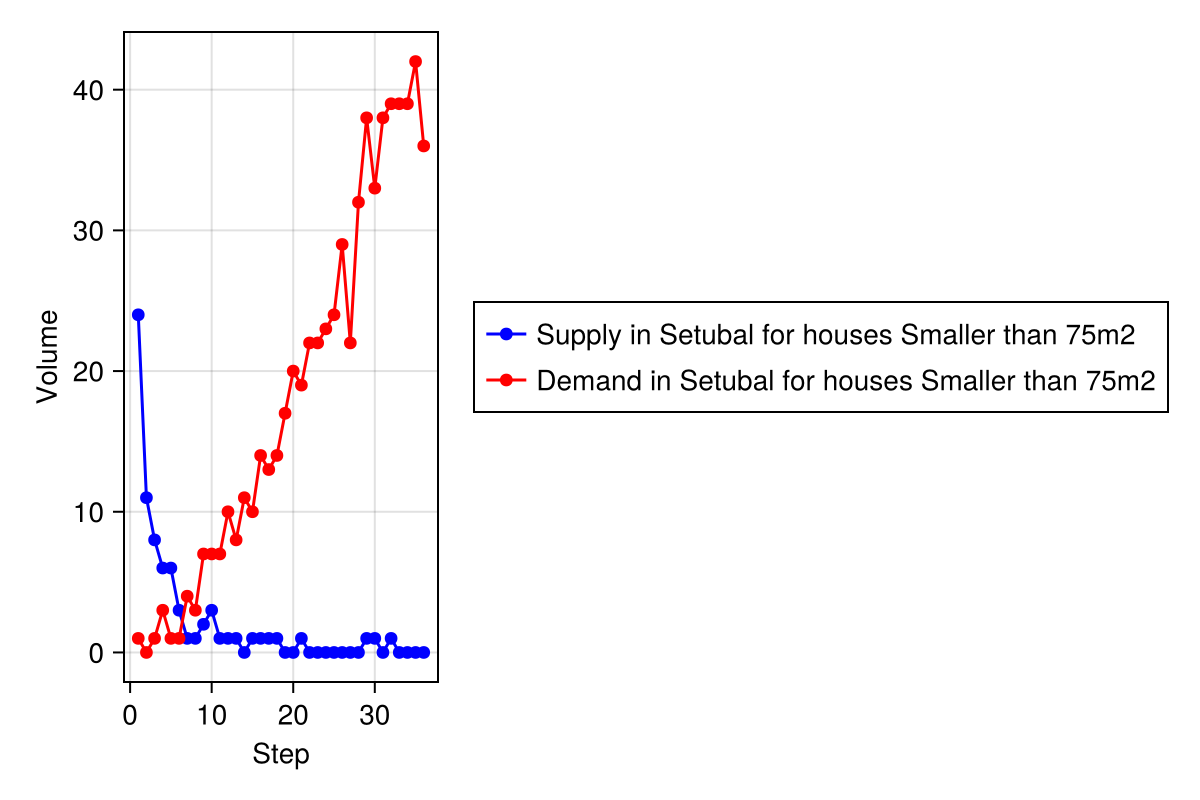 40
30
20
10
0
Volume
0 10 20 30
Step
Supply in Setubal for houses Smaller than 75m2
Demand in Setubal for houses Smaller than 75m2